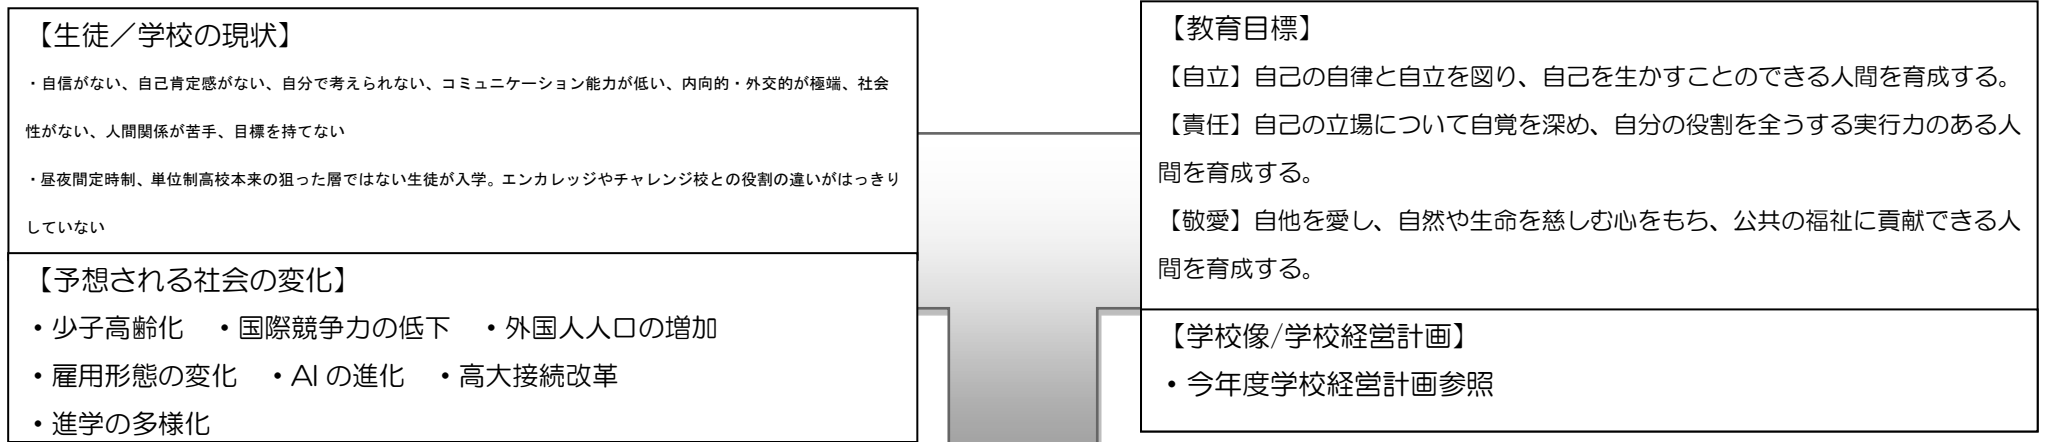 【生徒／学校の現状】
・自信がない、自己肯定感がない、自分で考えられない、コミュニケーション能力が低い、内向的・外交的が極端、社会
性がない、人間関係が苦手、目標を持てない
・昼夜間定時制、単位制高校本来の狙った層ではない生徒が入学。エンカレッジやチャレンジ校との役割の違いがはっきり
していない
【予想される社会の変化】
・少子高齢化　・国際競争力の低下　・外国人人口の増加
・雇用形態の変化　・AI の進化　・高大接続改革
・進学の多様化
【教育目標】
【自立】自己の自律と自立を図り、自己を生かすことのできる人間を育成する。
【責任】自己の立場について自覚を深め、自分の役割を全うする実行力のある人
間を育成する。
【敬愛】自他を愛し、自然や生命を慈しむ心をもち、公共の福祉に貢献できる人
間を育成する。
【学校像/学校経営計画】
・今年度学校経営計画参照